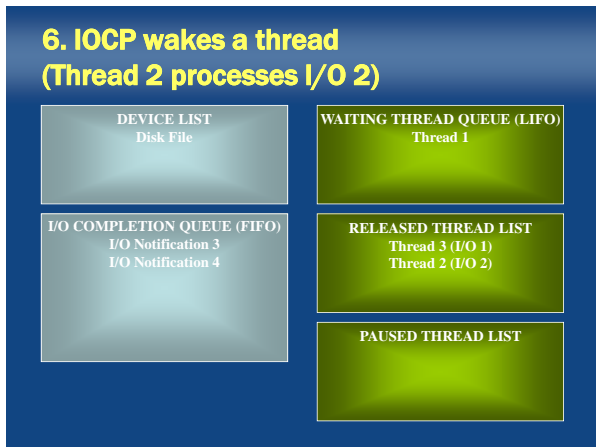 6. IOCP wakes a thread
(Thread 2 processes I/O 2)
DEVICE LIST
Disk File
I/O COMPLETION QUEUE (FIFO)
I/O Notification 3
I/O Notification 4
WAITING THREAD QUEUE (LIFO)
Thread 1
RELEASED THREAD LIST
Thread 3 (I/O 1)
Thread 2 (I/O 2)
PAUSED THREAD LIST